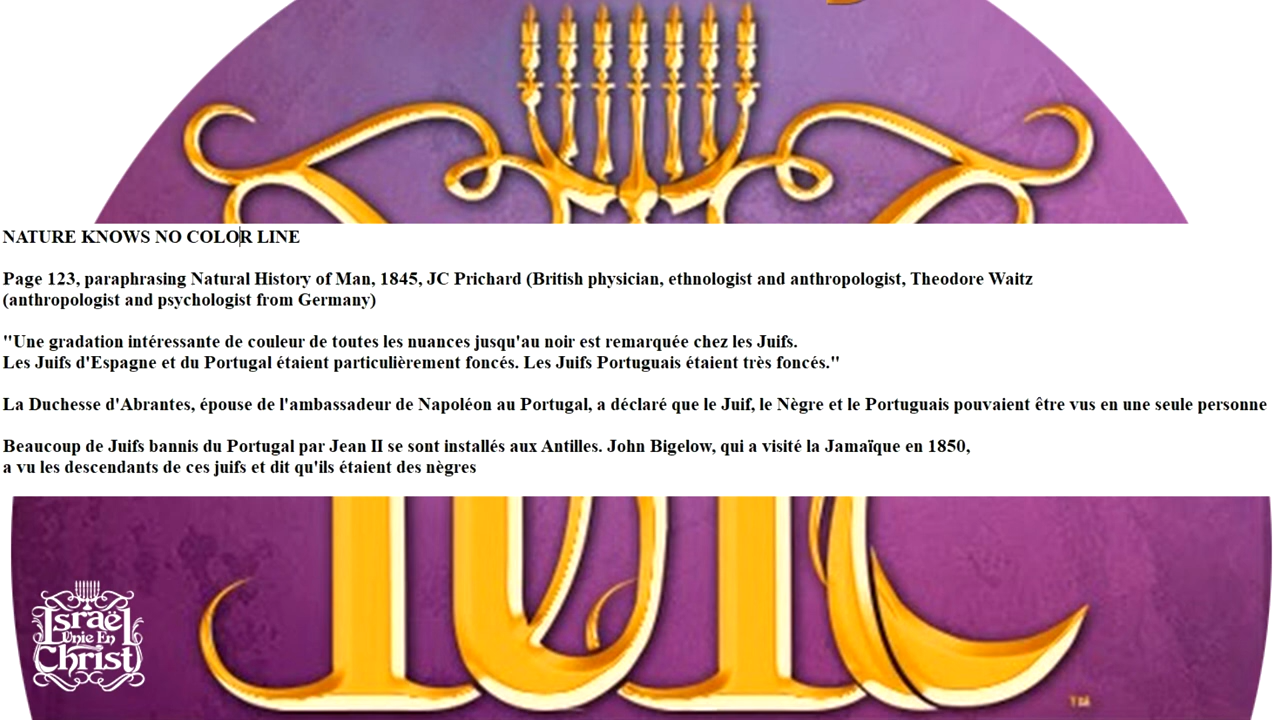 NATURE KNOWS NO COLOR LINE
Page 123, paraphrasing Natural History of Man, 1845, JC Prichard (British physician, ethnologist and anthropologist, Theodore Waitz
(anthropologist and psychologist from Germany)
"Une gradation intéressante de couleur de toutes les nuances jusqu'au noir est remarquée chez les Juifs.
Les Juifs d'Espagne et du Portugal étaient particulièrement foncés. Les Juifs Portuguais étaient très foncés."
La Duchesse d'Abrantes, épouse de l'ambassadeur de Napoléon au Portugal, a déclaré que le Juif, le Nègre et le Portuguais pouvaient être vus en une seule personne
Beaucoup de Juifs bannis du Portugal par Jean II se sont installés aux Antilles. John Bigelow, qui a visité la Jamaïque en 1850,
a vu les descendants de ces juifs et dit qu'ils étaient des nègres
IUIC
TM
Israël
Unie En
Christ